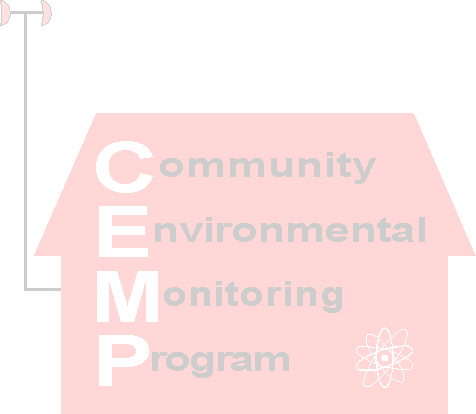 Community
Environmental
Monitoring
Program